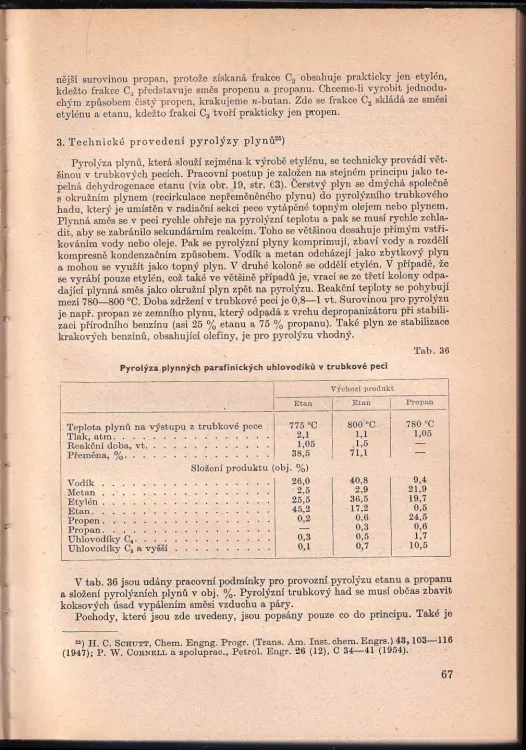 nější surovinou propan, protože získaná frakce C₂ obsahuje prakticky jen etylén,
kdežto frakce C₃ představuje směs propenu a propanu. Chceme-li vyrobit jednodu-
chým způsobem čistý propen, krakujeme n-butan. Zde se frakce C₂ skládá ze směsi
etylénu a etanu, kdežto frakci C₃ tvoří prakticky jen propen.
3. Technické provedení pyrolýzy plynů²⁵)
Pyrolýza plynů, která slouží zejména k výrobě etylénu, se technicky provádí vět-
šinou v trubkových pecích. Pracovní postup je založen na stejném principu jako te-
pelná dehydrogenace etanu (viz obr. 19, str. 63). Čerstvý plyn se dmýchá společně
s okružním plynem (recirkulace nepřeměněného plynu) do pyrolýzního trubkového
hadu, který je umístěn v radiační sekci pece vytápěné topným olejem nebo plynem.
Plynná směs se v peci rychle ohřeje na pyrolýzní teplotu a pak se musí rychle zchla-
dit, aby se zabránilo sekundárním reakcím. Toho se většinou dosahuje přímým vstři-
kováním vody nebo oleje. Pak se pyrolýzní plyny komprimují, zbaví vody a rozdělí
kompresně kondenzačním způsobem. Vodík a metan odcházejí jako zbytkový plyn
a mohou se využít jako topný plyn. V druhé koloně se oddělí etylén. V případě, že
se vyrábí pouze etylén, což také ve většině případů je, vrací se ze třetí kolony odpa-
dající plynná směs jako okružní plyn zpět na pyrolýzu. Reakční teploty se pohybují
mezi 780—800 °C. Doba zdržení v trubkové peci je 0,8—1 vt. Surovinou pro pyrolýzu
je např. propan ze zemního plynu, který odpadá z vrchu depropanizátoru při stabili-
zaci přírodního benzínu (asi 25 % etanu a 75 % propanu). Také plyn ze stabilizace
krakových benzínů, obsahující olefiny, je pro pyrolýzu vhodný.
Tab. 36
Pyrolýza plynných parafinických uhlovodíků v trubkové peci
Výchozí produkt
Etan Etan Propan
Teplota plynů na výstupu z trubkové pece 775 °C 800 °C 780 °C
Tlak, atm. 2,1 1,1 1,05
Reakční doba, vt. 1,05 1,5 —
Přeměna, % 38,5 71,1 —
Složení produktu (obj. %)
Vodík 26,0 40,8 9,4
Metan 2,5 2,9 21,9
Etylén 25,5 36,5 19,7
Etan 45,2 17,2 0,5
Propen 0,2 0,6 24,5
Propan — 0,3 0,6
Uhlovodíky C₄ 0,3 0,5 1,7
Uhlovodíky C₅ a vyšší 0,1 0,7 10,5
V tab. 36 jsou udány pracovní podmínky pro provozní pyrolýzu etanu a propanu
a složení pyrolýzních plynů v obj. %. Pyrolýzní trubkový had se musí občas zbavit
koksových úsad vypálením směsí vzduchu a páry.
Pochody, které jsou zde uvedeny, jsou popsány pouze co do principu. Také je
²⁵) H. C. SCHUTT, Chem. Engng. Progr. (Trans. Am. Inst. chem. Engrs.) 43, 103—116
(1947); P. W. CORNELL a spoluprac., Petrol. Engr. 26 (12), C 34—41 (1954).
67